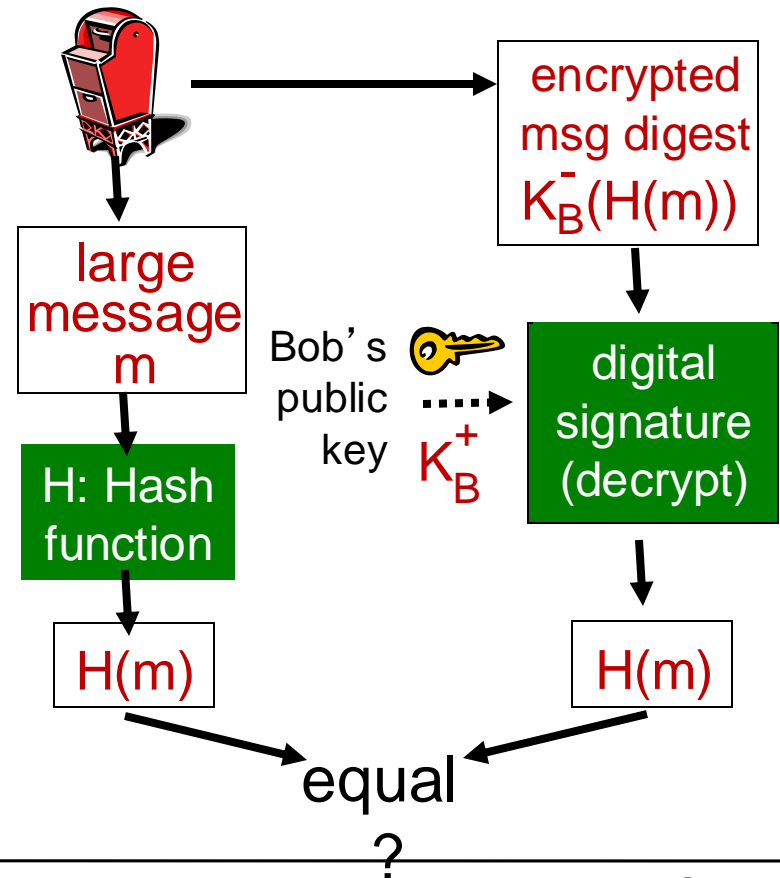 encrypted
msg digest
K_B^-(H(m))
large
message
m
Bob's
public
key
K_B^+
digital
signature
(decrypt)
H: Hash
function
H(m)
H(m)
equal
?